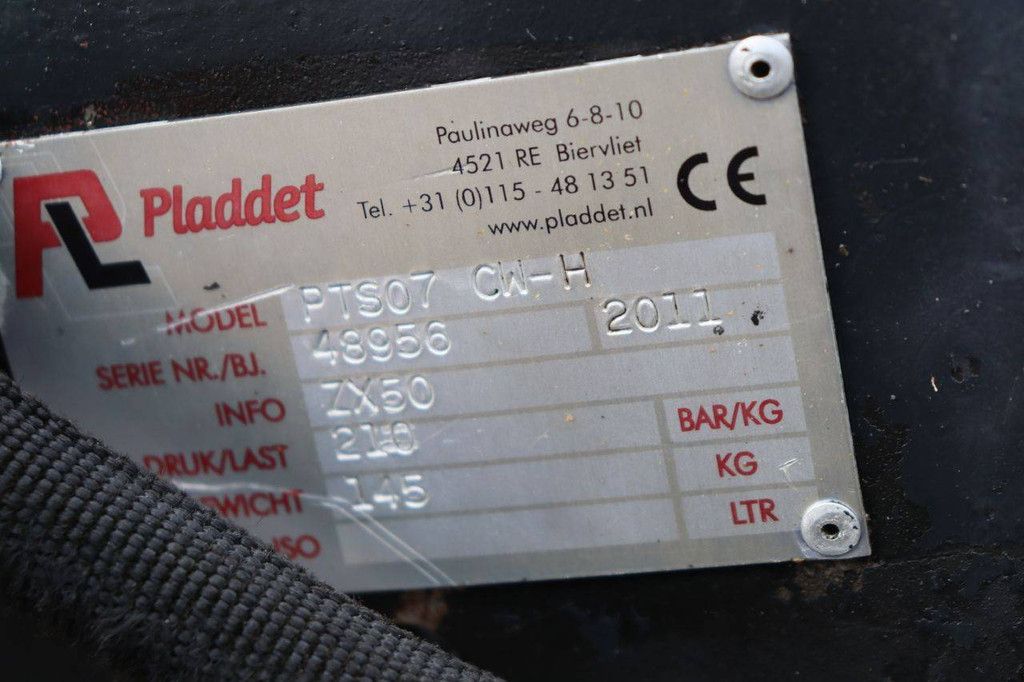 PL Pladdet
Paulinaweg 6-8-10
4521 RE Biervliet
Tel. +31 (0)115 - 48 13 51
www.pladdet.nl
CE
MODEL PTS07 CW-H
SERIE NR./BJ. 48956 2011
INFO ZX50
DRUK/LAST 210 BAR/KG
145 KG
LTR